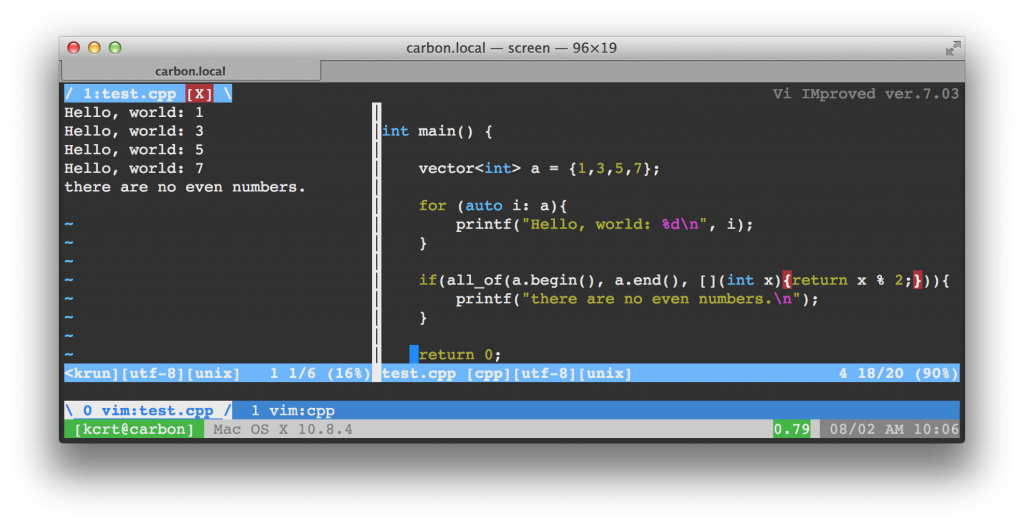 carbon.local — screen — 96×19
carbon.local
/ 1:test.cpp [X] \
Vi IMproved ver.7.03
Hello, world: 1
Hello, world: 3
Hello, world: 5
Hello, world: 7
there are no even numbers.
~
~
~
~
~
~
~
~
int main() {
vector<int> a = {1,3,5,7};
for (auto i: a){
printf("Hello, world: %d\n", i);
}
if(all_of(a.begin(), a.end(), [](int x){return x % 2;})){
printf("there are no even numbers.\n");
}
return 0;
<krun][utf-8][unix] 1 1/6 (16%)
test.cpp [cpp][utf-8][unix] 4 18/20 (90%)
\ 0 vim:test.cpp / 1 vim:cpp
[kcrt@carbon] Mac OS X 10.8.4 0.79 08/02 AM 10:06